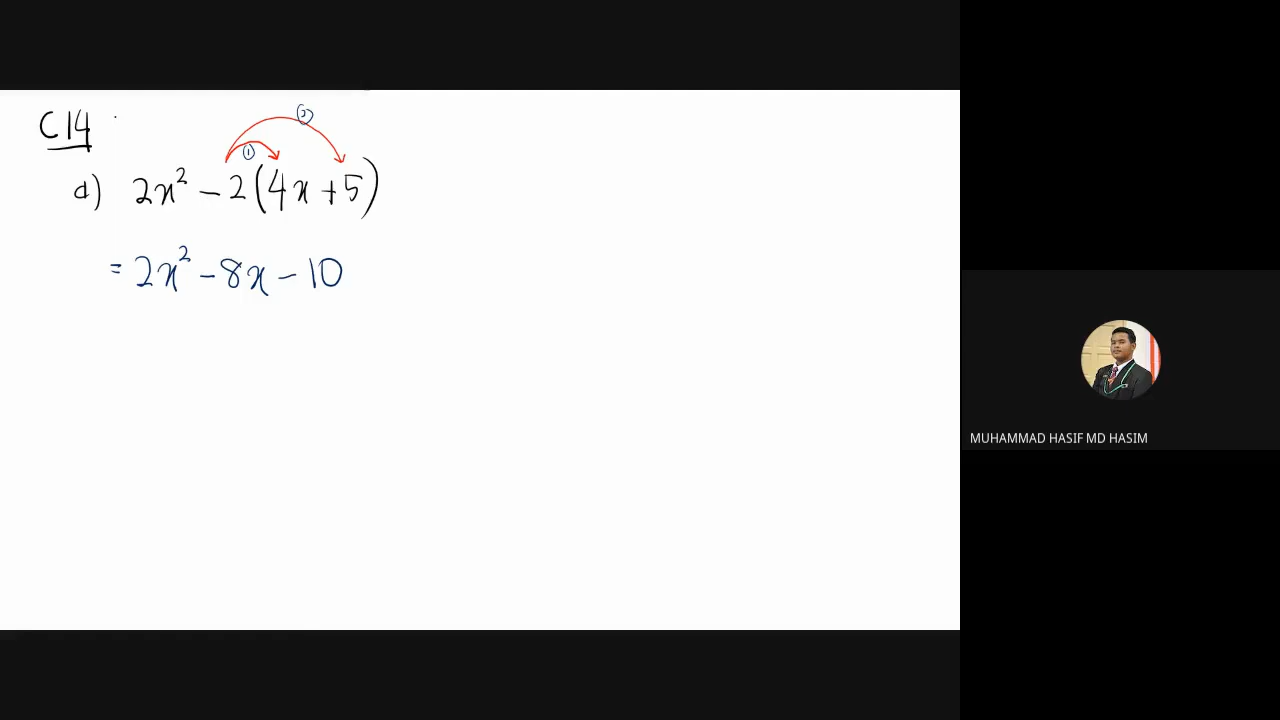 C14
a) 2x² - 2(4x + 5)
① ②
= 2x² - 8x - 10
MUHAMMAD HASIF MD HASIM